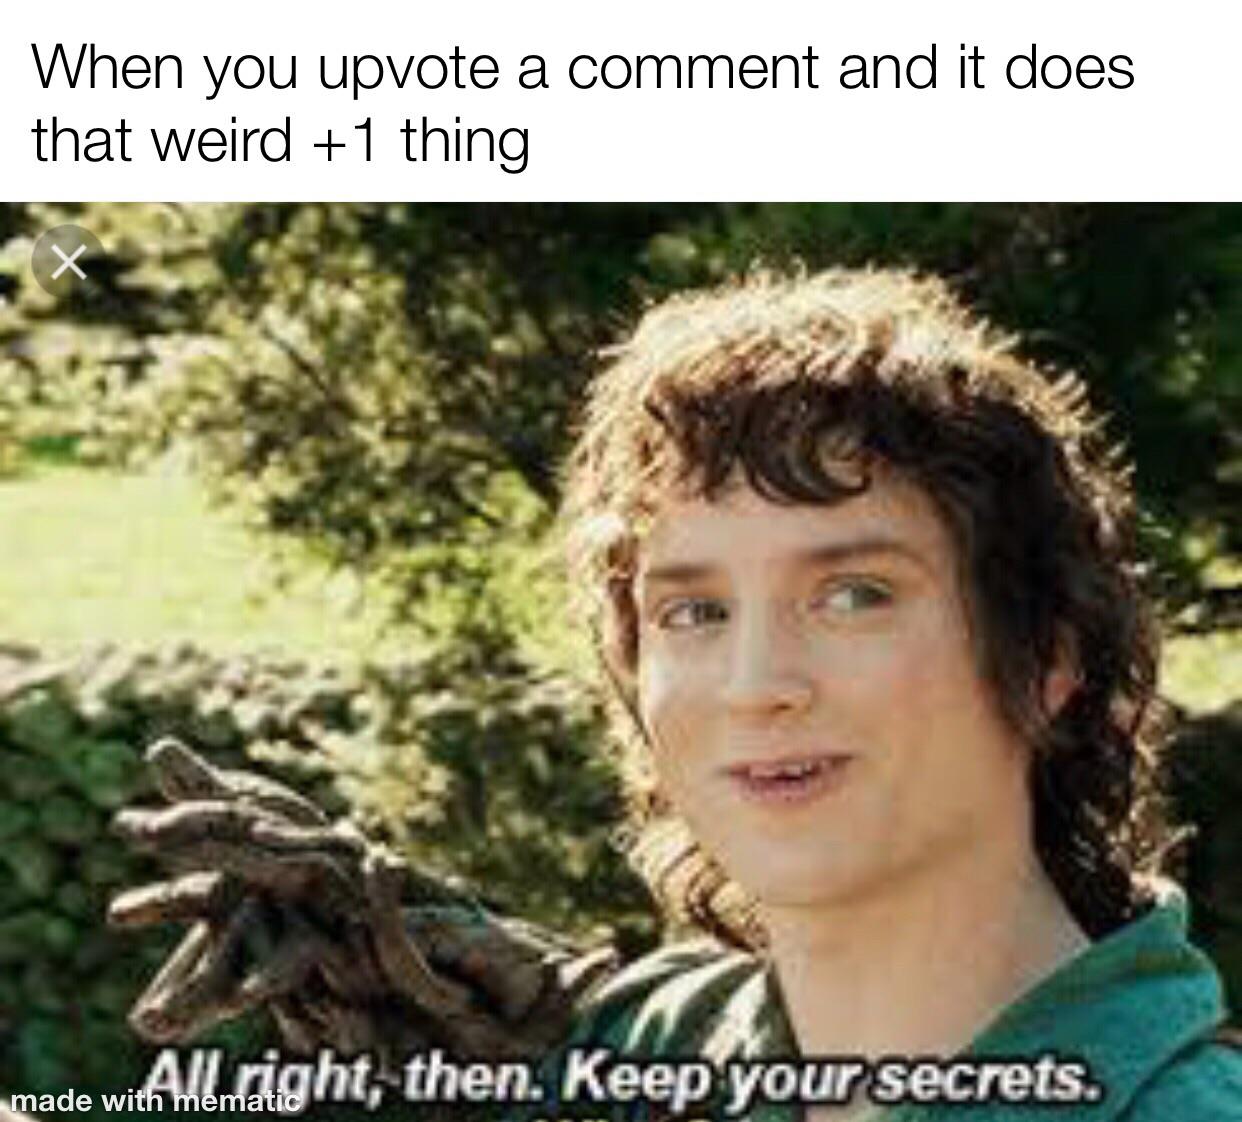 When you upvote a comment and it does
that weird +1 thing
All right, then. Keep your secrets.
made with mematic